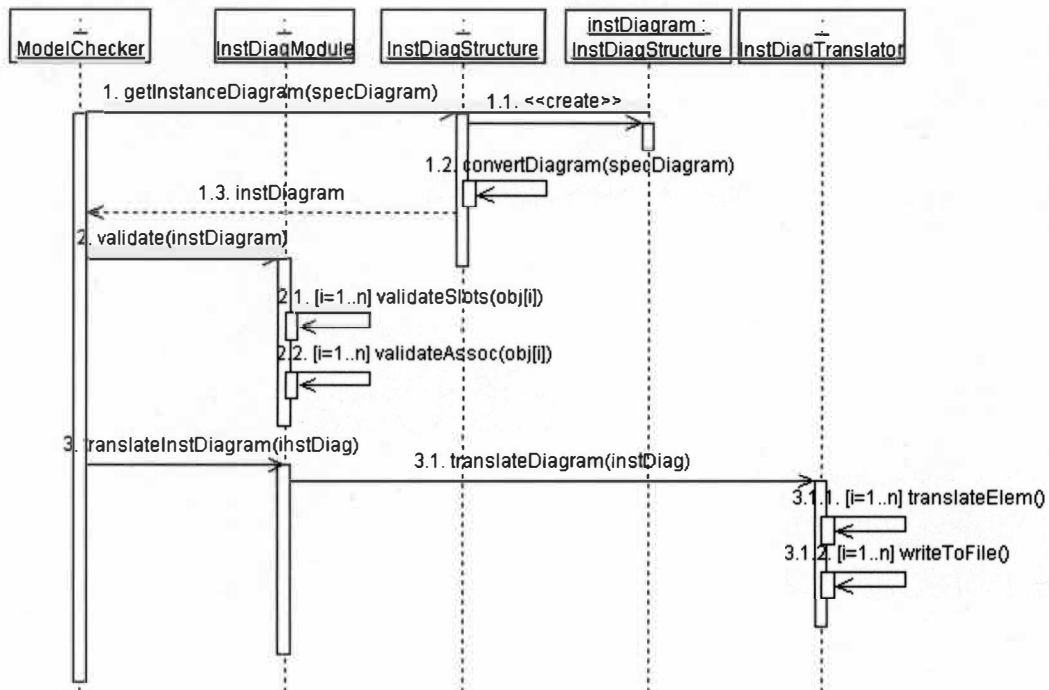 :
ModelChecker
:
InstDiagModule
:
InstDiagStructure
instDiagram :
InstDiagStructure
:
InstDiagTranslator
1. getInstanceDiagram(specDiagram)
1.1. <<create>>
1.2. convertDiagram(specDiagram)
1.3. instDiagram
2. validate(instDiagram)
2.1. [i=1..n] validateSlots(obj[i])
2.2. [i=1..n] validateAssoc(obj[i])
3. translateInstDiagram(instDiag)
3.1. translateDiagram(instDiag)
3.1.1. [i=1..n] translateElem()
3.1.2. [i=1..n] writeToFile()